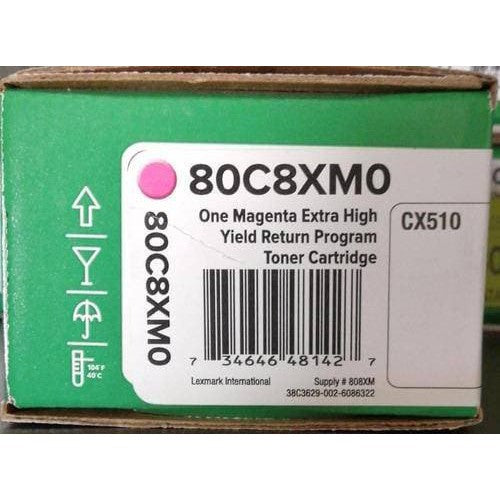 80C8XM0
One Magenta Extra High
Yield Return Program
Toner Cartridge
CX510
80C8XM0
7 34646 48142 7
Lexmark International
Supply # 808XM
38C3629-002-6086322
104°F
40°C